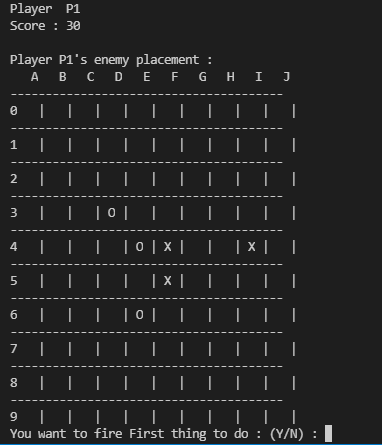 Player  P1
Score : 30
Player P1's enemy placement :
   A   B   C   D   E   F   G   H   I   J
---------------------------------------
0   |   |   |   |   |   |   |   |   |   |
---------------------------------------
1   |   |   |   |   |   |   |   |   |   |
---------------------------------------
2   |   |   |   |   |   |   |   |   |   |
---------------------------------------
3   |   |   | O |   |   |   |   |   |   |
---------------------------------------
4   |   |   |   | O | X |   |   | X |   |
---------------------------------------
5   |   |   |   |   | X |   |   |   |   |
---------------------------------------
6   |   |   |   | O |   |   |   |   |   |
---------------------------------------
7   |   |   |   |   |   |   |   |   |   |
---------------------------------------
8   |   |   |   |   |   |   |   |   |   |
---------------------------------------
9   |   |   |   |   |   |   |   |   |   |
You want to fire First thing to do : (Y/N) :